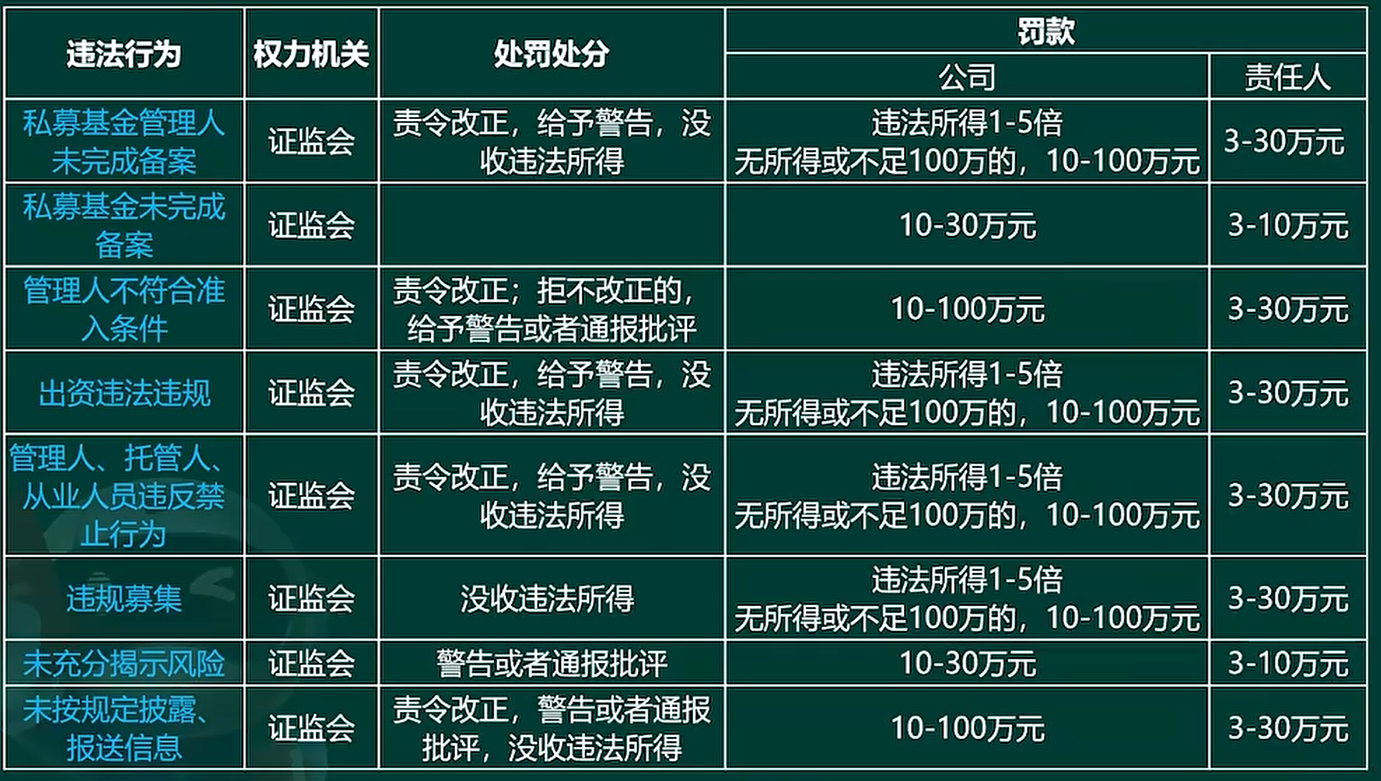 违法行为
权力机关
处罚处分
罚款
公司
责任人
私募基金管理人
未完成备案
证监会
责令改正，给予警告，没
收违法所得
违法所得1-5倍
无所得或不足100万的，10-100万元
3-30万元
私募基金未完成
备案
证监会
10-30万元
3-10万元
管理人不符合准
入条件
证监会
责令改正；拒不改正的，
给予警告或者通报批评
10-100万元
3-30万元
出资违法违规
证监会
责令改正，给予警告，没
收违法所得
违法所得1-5倍
无所得或不足100万的，10-100万元
3-30万元
管理人、托管人、
从业人员违反禁
止行为
证监会
责令改正，给予警告，没
收违法所得
违法所得1-5倍
无所得或不足100万的，10-100万元
3-30万元
违规募集
证监会
没收违法所得
违法所得1-5倍
无所得或不足100万的，10-100万元
3-30万元
未充分揭示风险
证监会
警告或者通报批评
10-30万元
3-10万元
未按规定披露、
报送信息
证监会
责令改正，警告或者通报
批评，没收违法所得
10-100万元
3-30万元